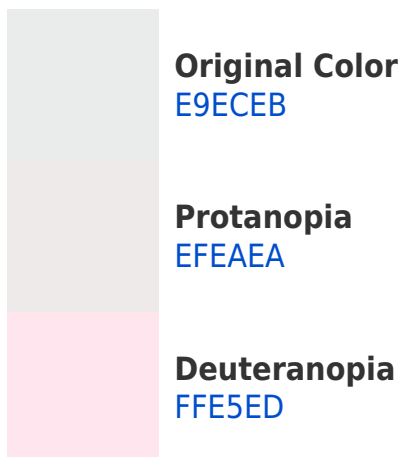 Original Color
E9ECEB
Protanopia
EFEAEA
Deuteranopia
FFE5ED